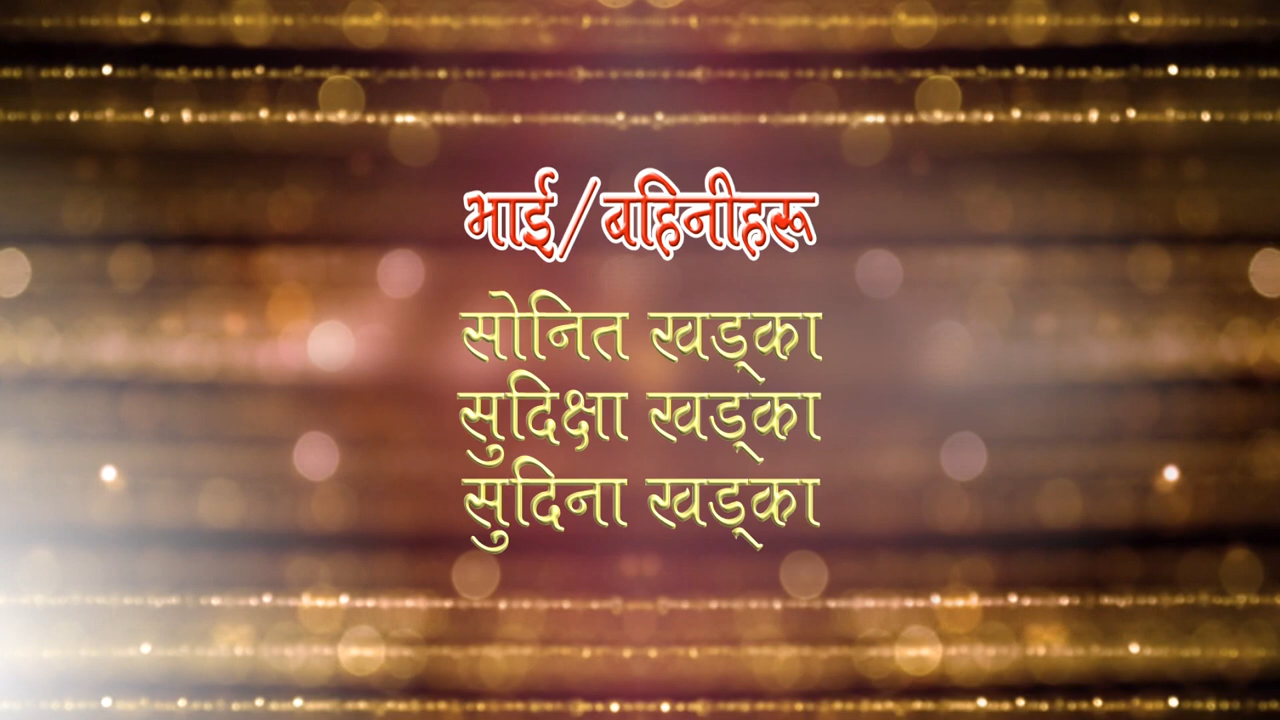 भाई/बहिनीहरू
सोनित खड्का
सुदिक्षा खड्का
सुदिना खड्का